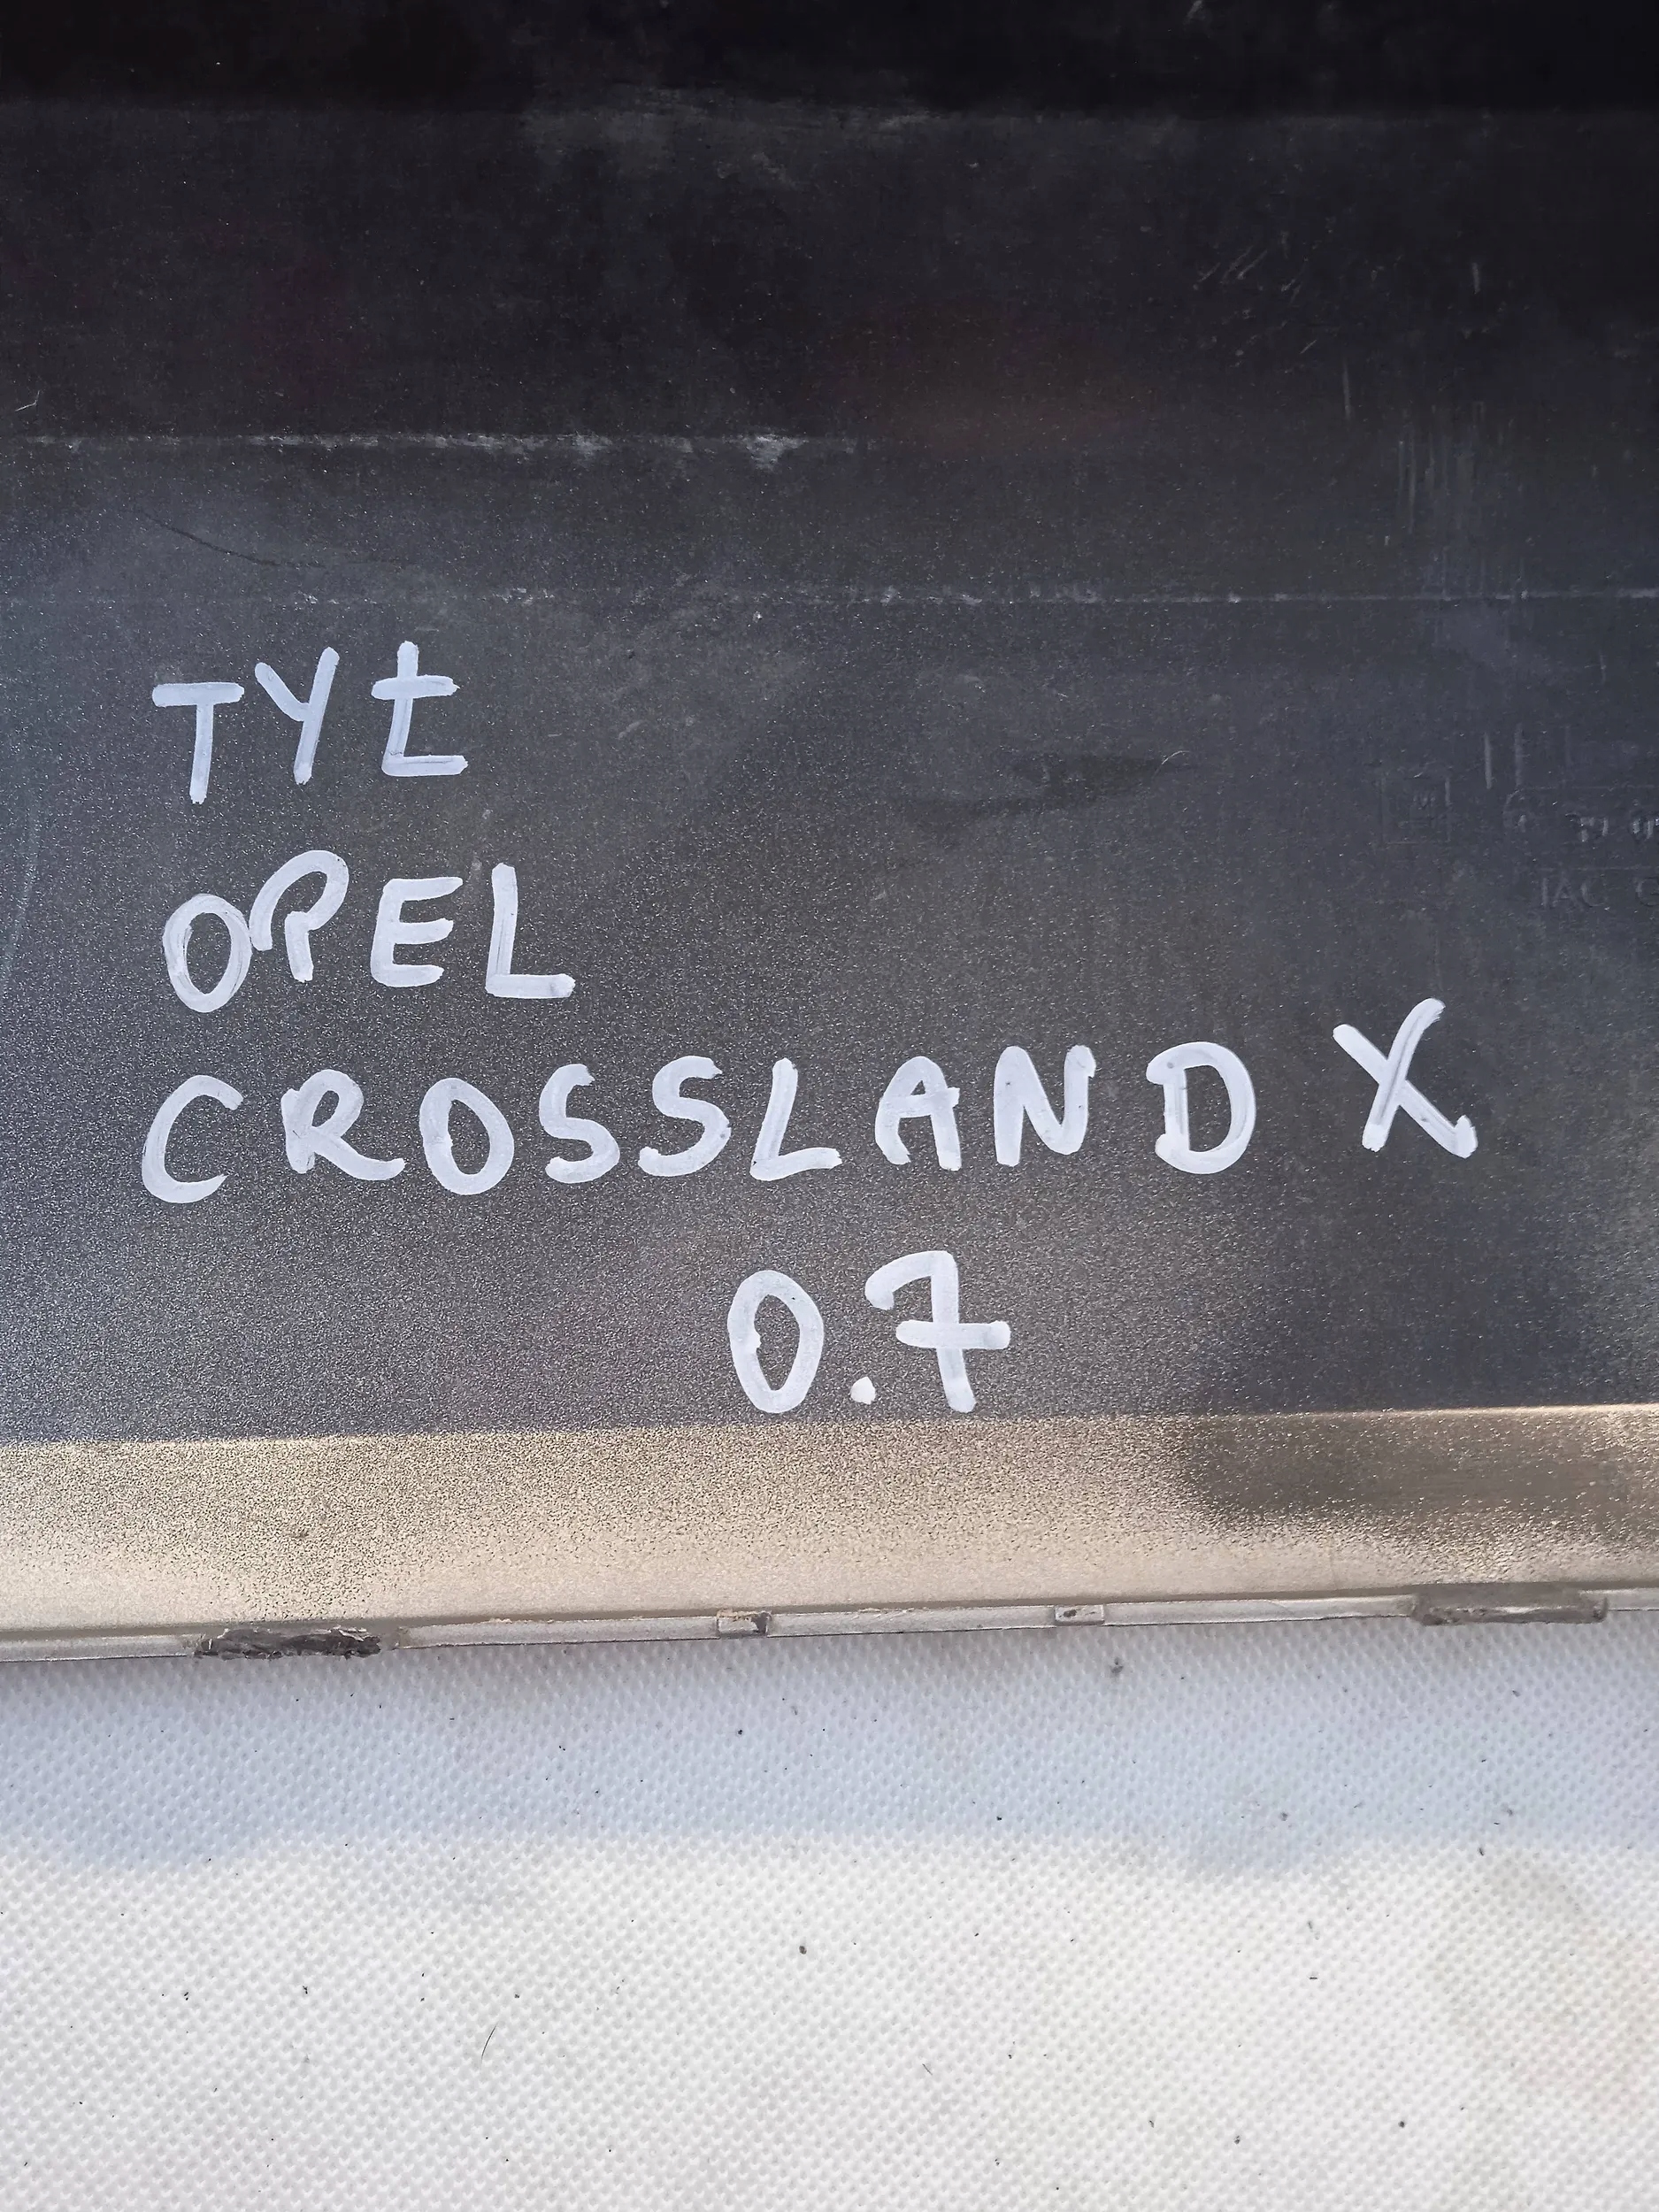 TYŁ
OPEL
CROSSLAND X
0.7